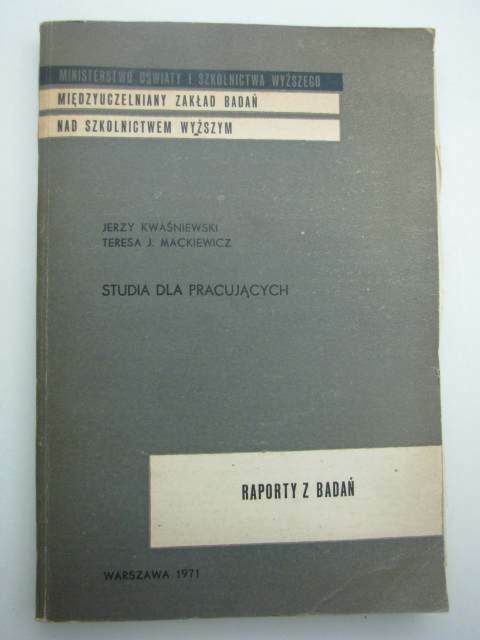 MINISTERSTWO OŚWIATY I SZKOLNICTWA WYŻSZEGO
MIĘDZYUCZELNIANY ZAKŁAD BADAŃ
NAD SZKOLNICTWEM WYŻSZYM
JERZY KWAŚNIEWSKI
TERESA J. MACKIEWICZ
STUDIA DLA PRACUJĄCYCH
RAPORTY Z BADAŃ
WARSZAWA 1971